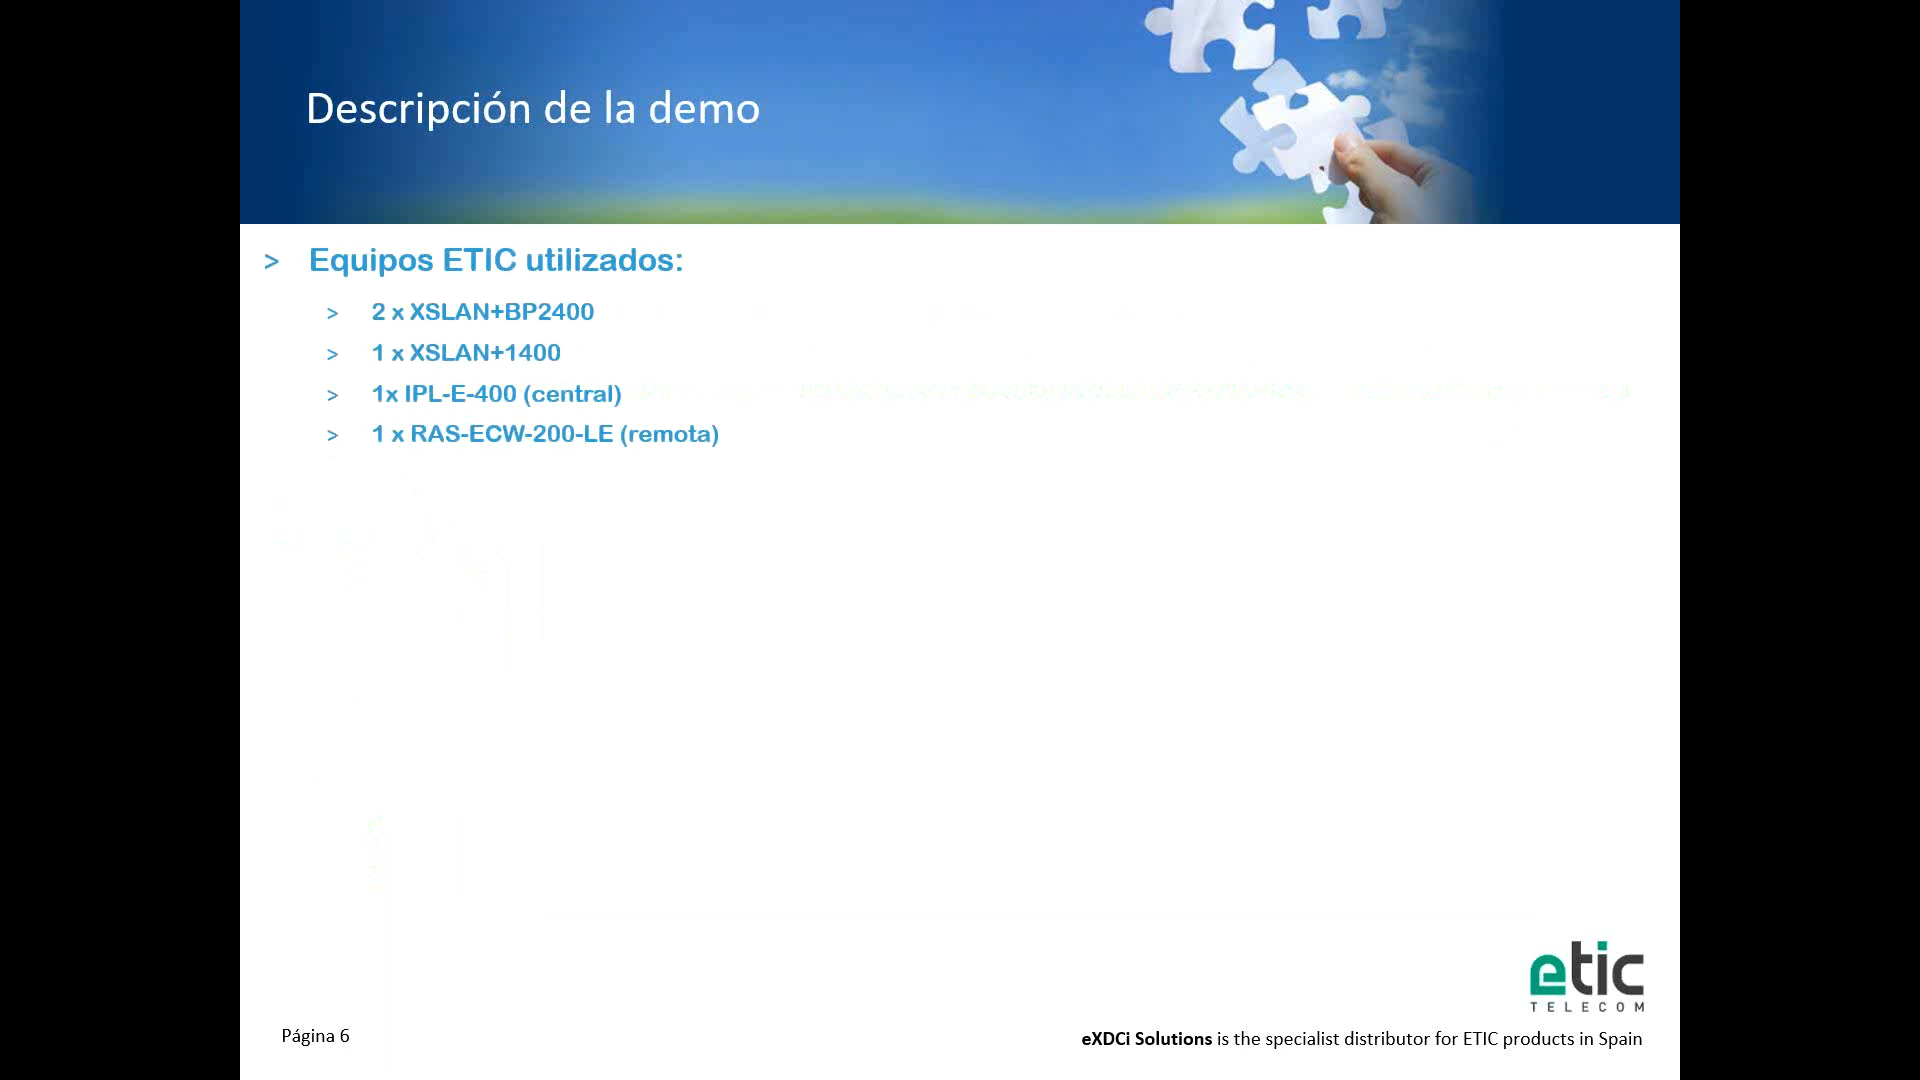 Descripción de la demo
> Equipos ETIC utilizados:
> 2 x XSLAN+BP2400
> 1 x XSLAN+1400
> 1x IPL-E-400 (central)
> 1 x RAS-ECW-200-LE (remota)
etic
TELECOM
Página 6
eXDCi Solutions is the specialist distributor for ETIC products in Spain